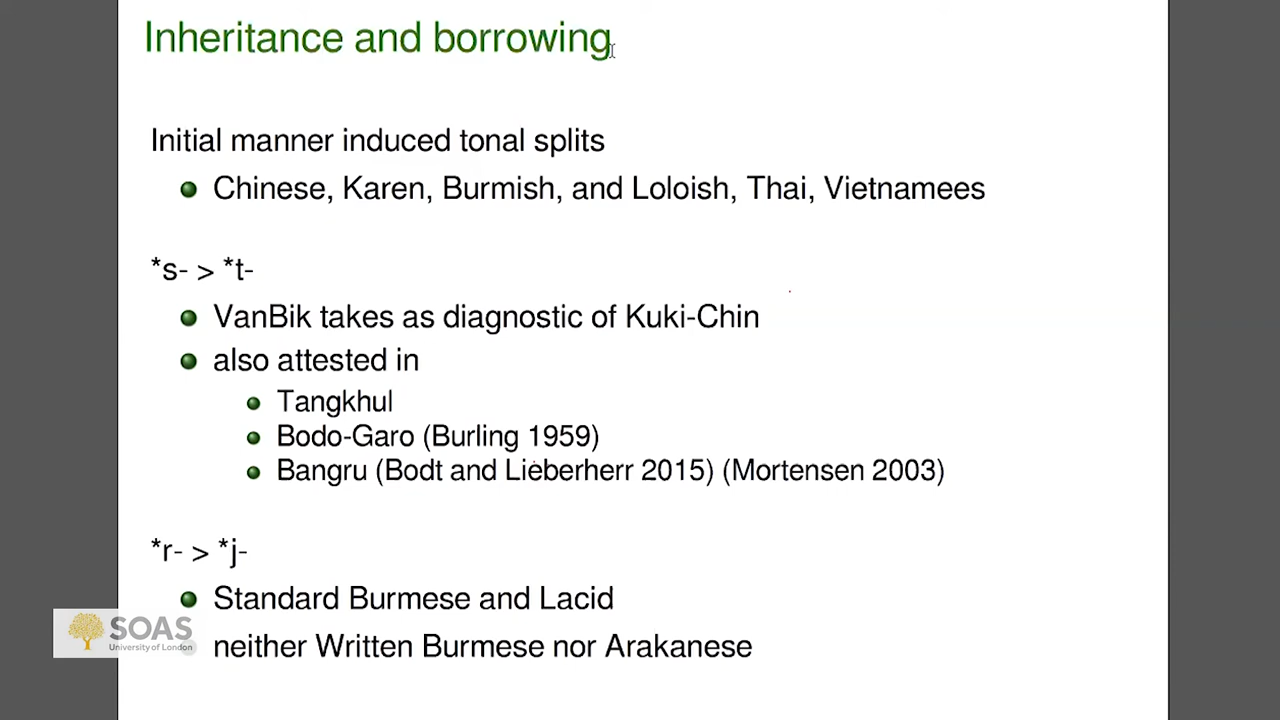 Inheritance and borrowing
Initial manner induced tonal splits
Chinese, Karen, Burmish, and Loloish, Thai, Vietnamees
*s- > *t-
VanBik takes as diagnostic of Kuki-Chin
also attested in
Tangkhul
Bodo-Garo (Burling 1959)
Bangru (Bodt and Lieberherr 2015) (Mortensen 2003)
*r- > *j-
Standard Burmese and Lacid
neither Written Burmese nor Arakanese
SOAS
University of London